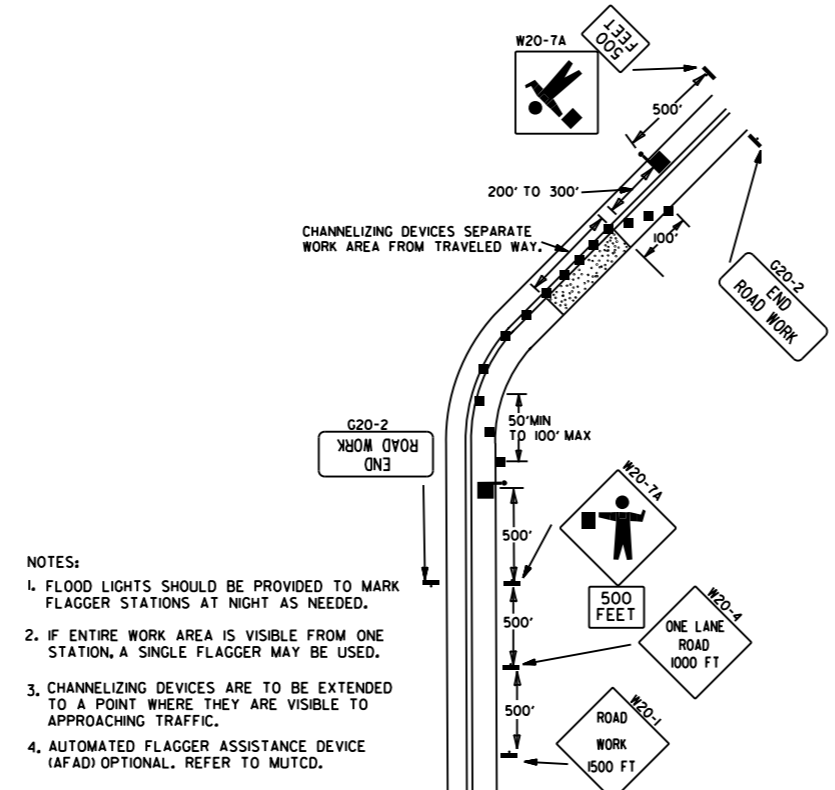 W20-7A
500
FEET
500'
200' TO 300'
CHANNELIZING DEVICES SEPARATE
WORK AREA FROM TRAVELED WAY.
100'
G20-2
END
ROAD WORK
50'MIN
TO 100' MAX
G20-2
END
ROAD WORK
W20-7A
500'
500
FEET
W20-4
500'
ONE LANE
ROAD
1000 FT
W20-1
500'
ROAD
WORK
1500 FT
NOTES:
1. FLOOD LIGHTS SHOULD BE PROVIDED TO MARK
FLAGGER STATIONS AT NIGHT AS NEEDED.
2. IF ENTIRE WORK AREA IS VISIBLE FROM ONE
STATION, A SINGLE FLAGGER MAY BE USED.
3. CHANNELIZING DEVICES ARE TO BE EXTENDED
TO A POINT WHERE THEY ARE VISIBLE TO
APPROACHING TRAFFIC.
4. AUTOMATED FLAGGER ASSISTANCE DEVICE
(AFAD) OPTIONAL. REFER TO MUTCD.